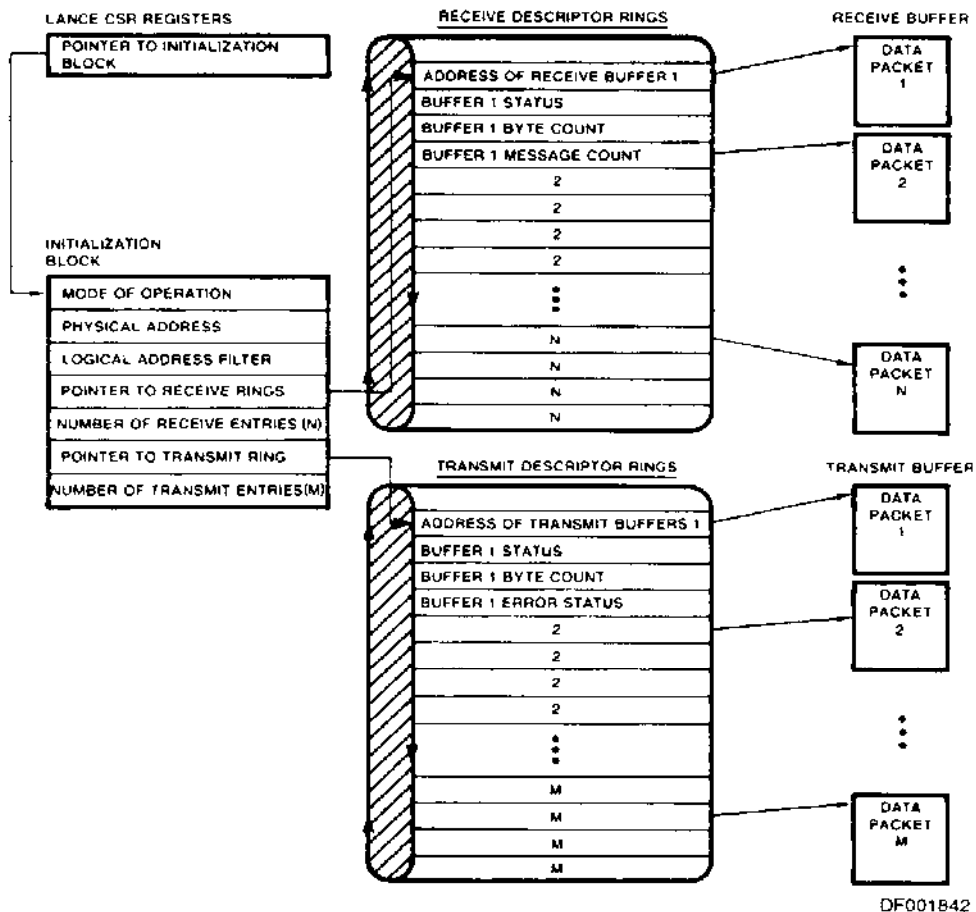 LANCE CSR REGISTERS
POINTER TO INITIALIZATION
BLOCK
INITIALIZATION
BLOCK
MODE OF OPERATION
PHYSICAL ADDRESS
LOGICAL ADDRESS FILTER
POINTER TO RECEIVE RINGS
NUMBER OF RECEIVE ENTRIES (N)
POINTER TO TRANSMIT RING
NUMBER OF TRANSMIT ENTRIES(M)
RECEIVE DESCRIPTOR RINGS
ADDRESS OF RECEIVE BUFFER 1
BUFFER 1 STATUS
BUFFER 1 BYTE COUNT
BUFFER 1 MESSAGE COUNT
2
2
2
2
N
N
N
N
RECEIVE BUFFER
DATA
PACKET
1
DATA
PACKET
2
DATA
PACKET
N
TRANSMIT DESCRIPTOR RINGS
ADDRESS OF TRANSMIT BUFFERS 1
BUFFER 1 STATUS
BUFFER 1 BYTE COUNT
BUFFER 1 ERROR STATUS
2
2
2
2
M
M
M
M
TRANSMIT BUFFER
DATA
PACKET
1
DATA
PACKET
2
DATA
PACKET
M
DF001842